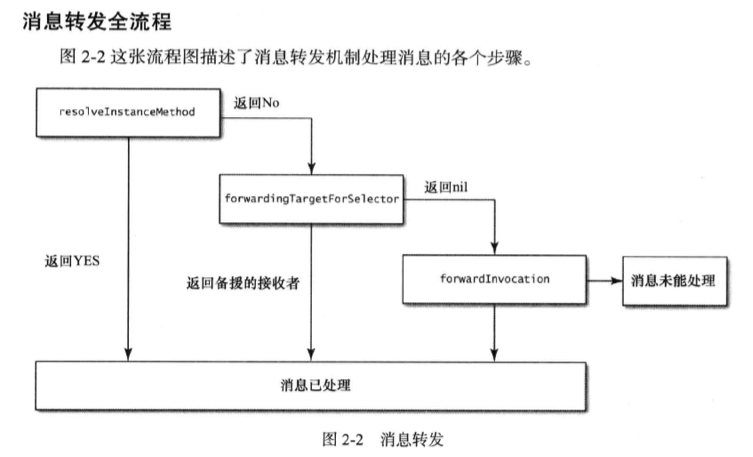 消息转发全流程
图 2-2 这张流程图描述了消息转发机制处理消息的各个步骤。
resolveInstanceMethod
返回No
forwardingTargetForSelector
返回nil
返回YES
返回备援的接收者
forwardInvocation
消息未能处理
消息已处理
图 2-2 消息转发